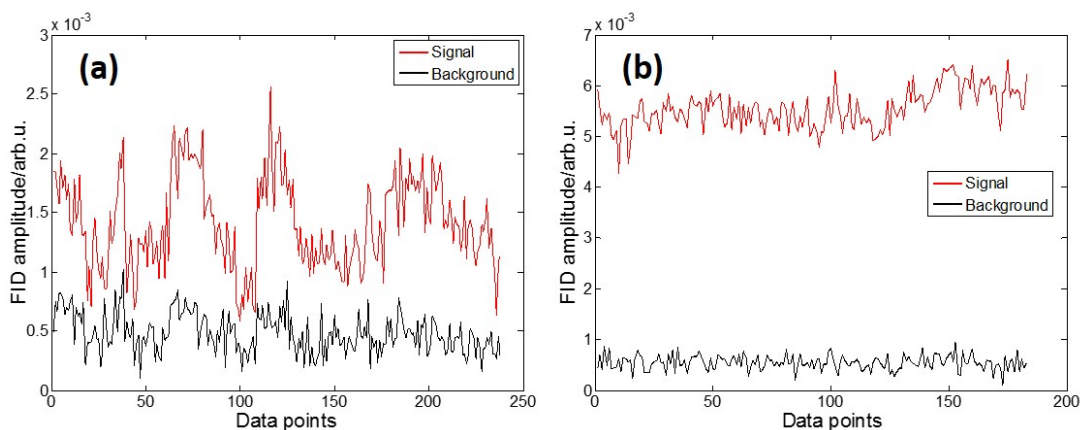 x 10⁻³
3
2.5
2
1.5
1
0.5
0
(a)
Signal
Background
FID amplitude/arb.u.
0 50 100 150 200 250
Data points
x 10⁻³
7
6
5
4
3
2
1
0
(b)
Signal
Background
FID amplitude/arb.u.
0 50 100 150 200
Data points